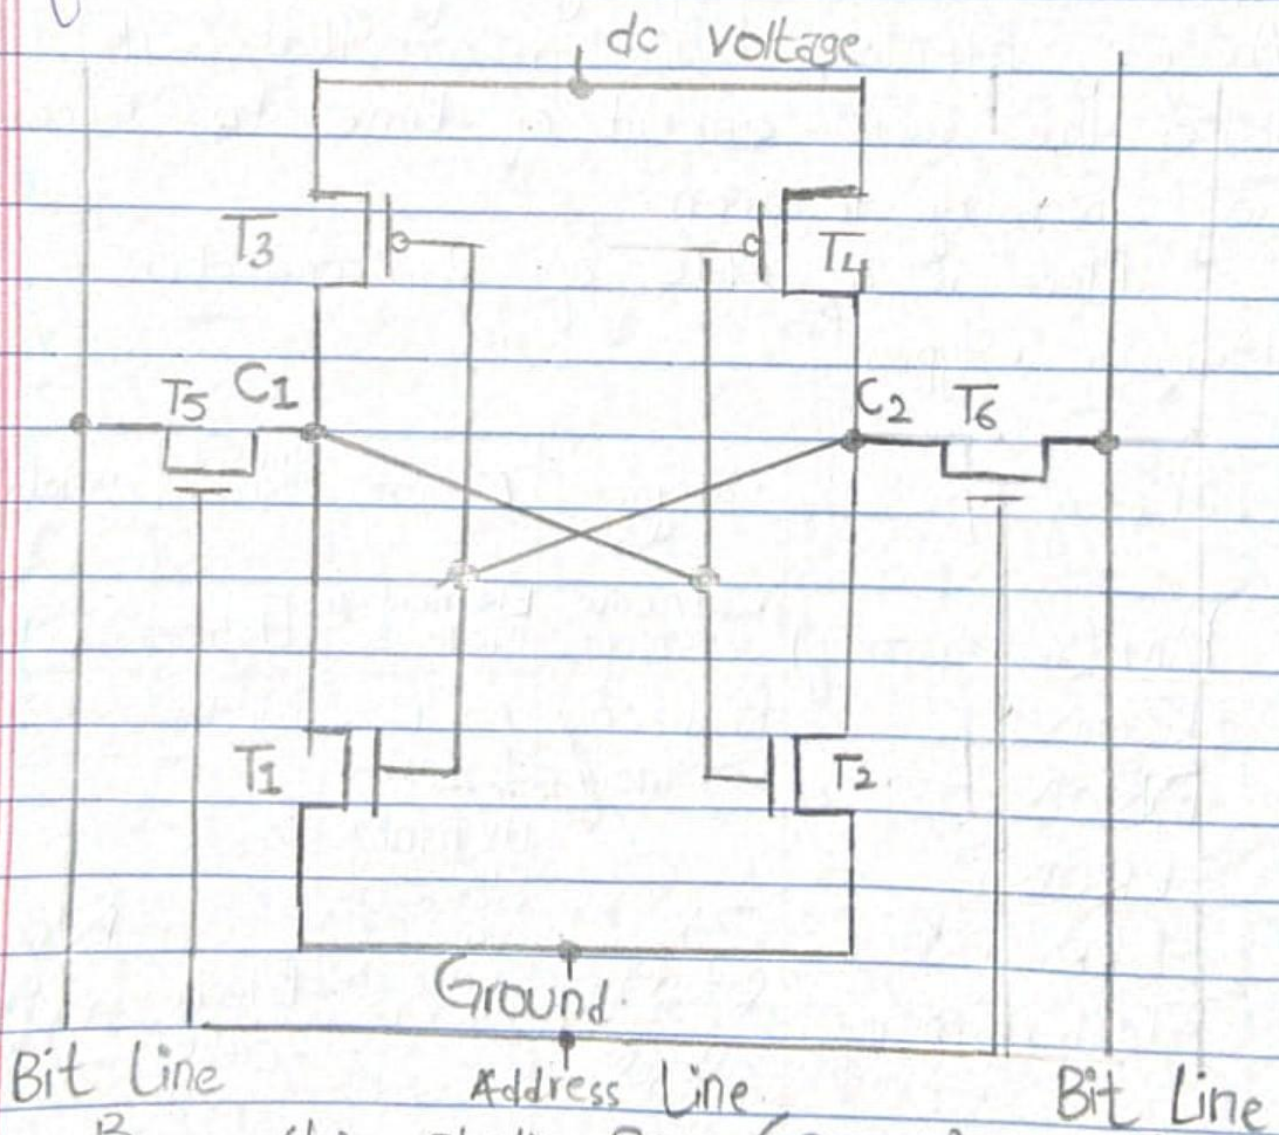 dc voltage
T3
T4
T5 C1
C2 T6
T1
T2.
Ground.
Bit Line
Address Line.
Bit Line